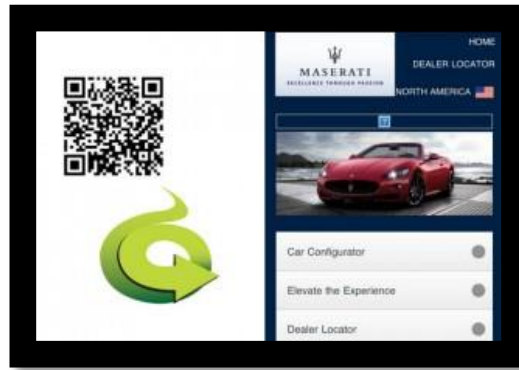 HOME
MASERATI
EXCELLENCE THROUGH PASSION
DEALER LOCATOR
NORTH AMERICA
Car Configurator
Elevate the Experience
Dealer Locator